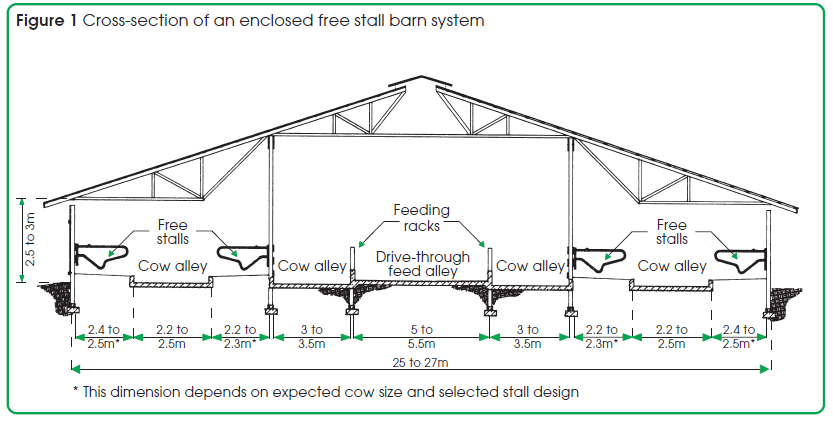 Figure 1 Cross-section of an enclosed free stall barn system
2.5 to 3m
Free
stalls
Cow alley
Cow alley
Feeding
racks
Drive-through
feed alley
Cow alley
Free
stalls
Cow alley
2.4 to
2.5m*
2.2 to
2.5m
2.2 to
2.3m*
3 to
3.5m
5 to
5.5m
3 to
3.5m
2.2 to
2.3m*
2.2 to
2.5m
2.4 to
2.5m*
25 to 27m
* This dimension depends on expected cow size and selected stall design